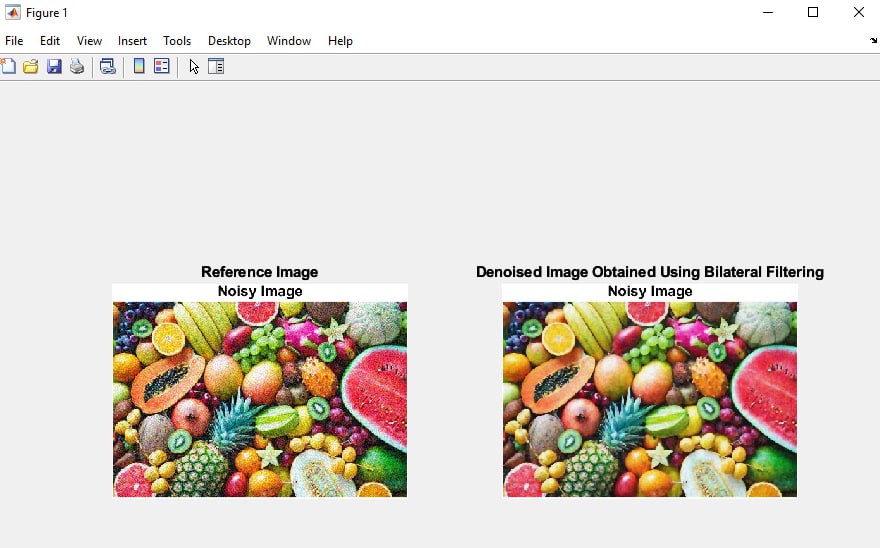 Figure 1
File Edit View Insert Tools Desktop Window Help
Reference Image
Noisy Image
Denoised Image Obtained Using Bilateral Filtering
Noisy Image